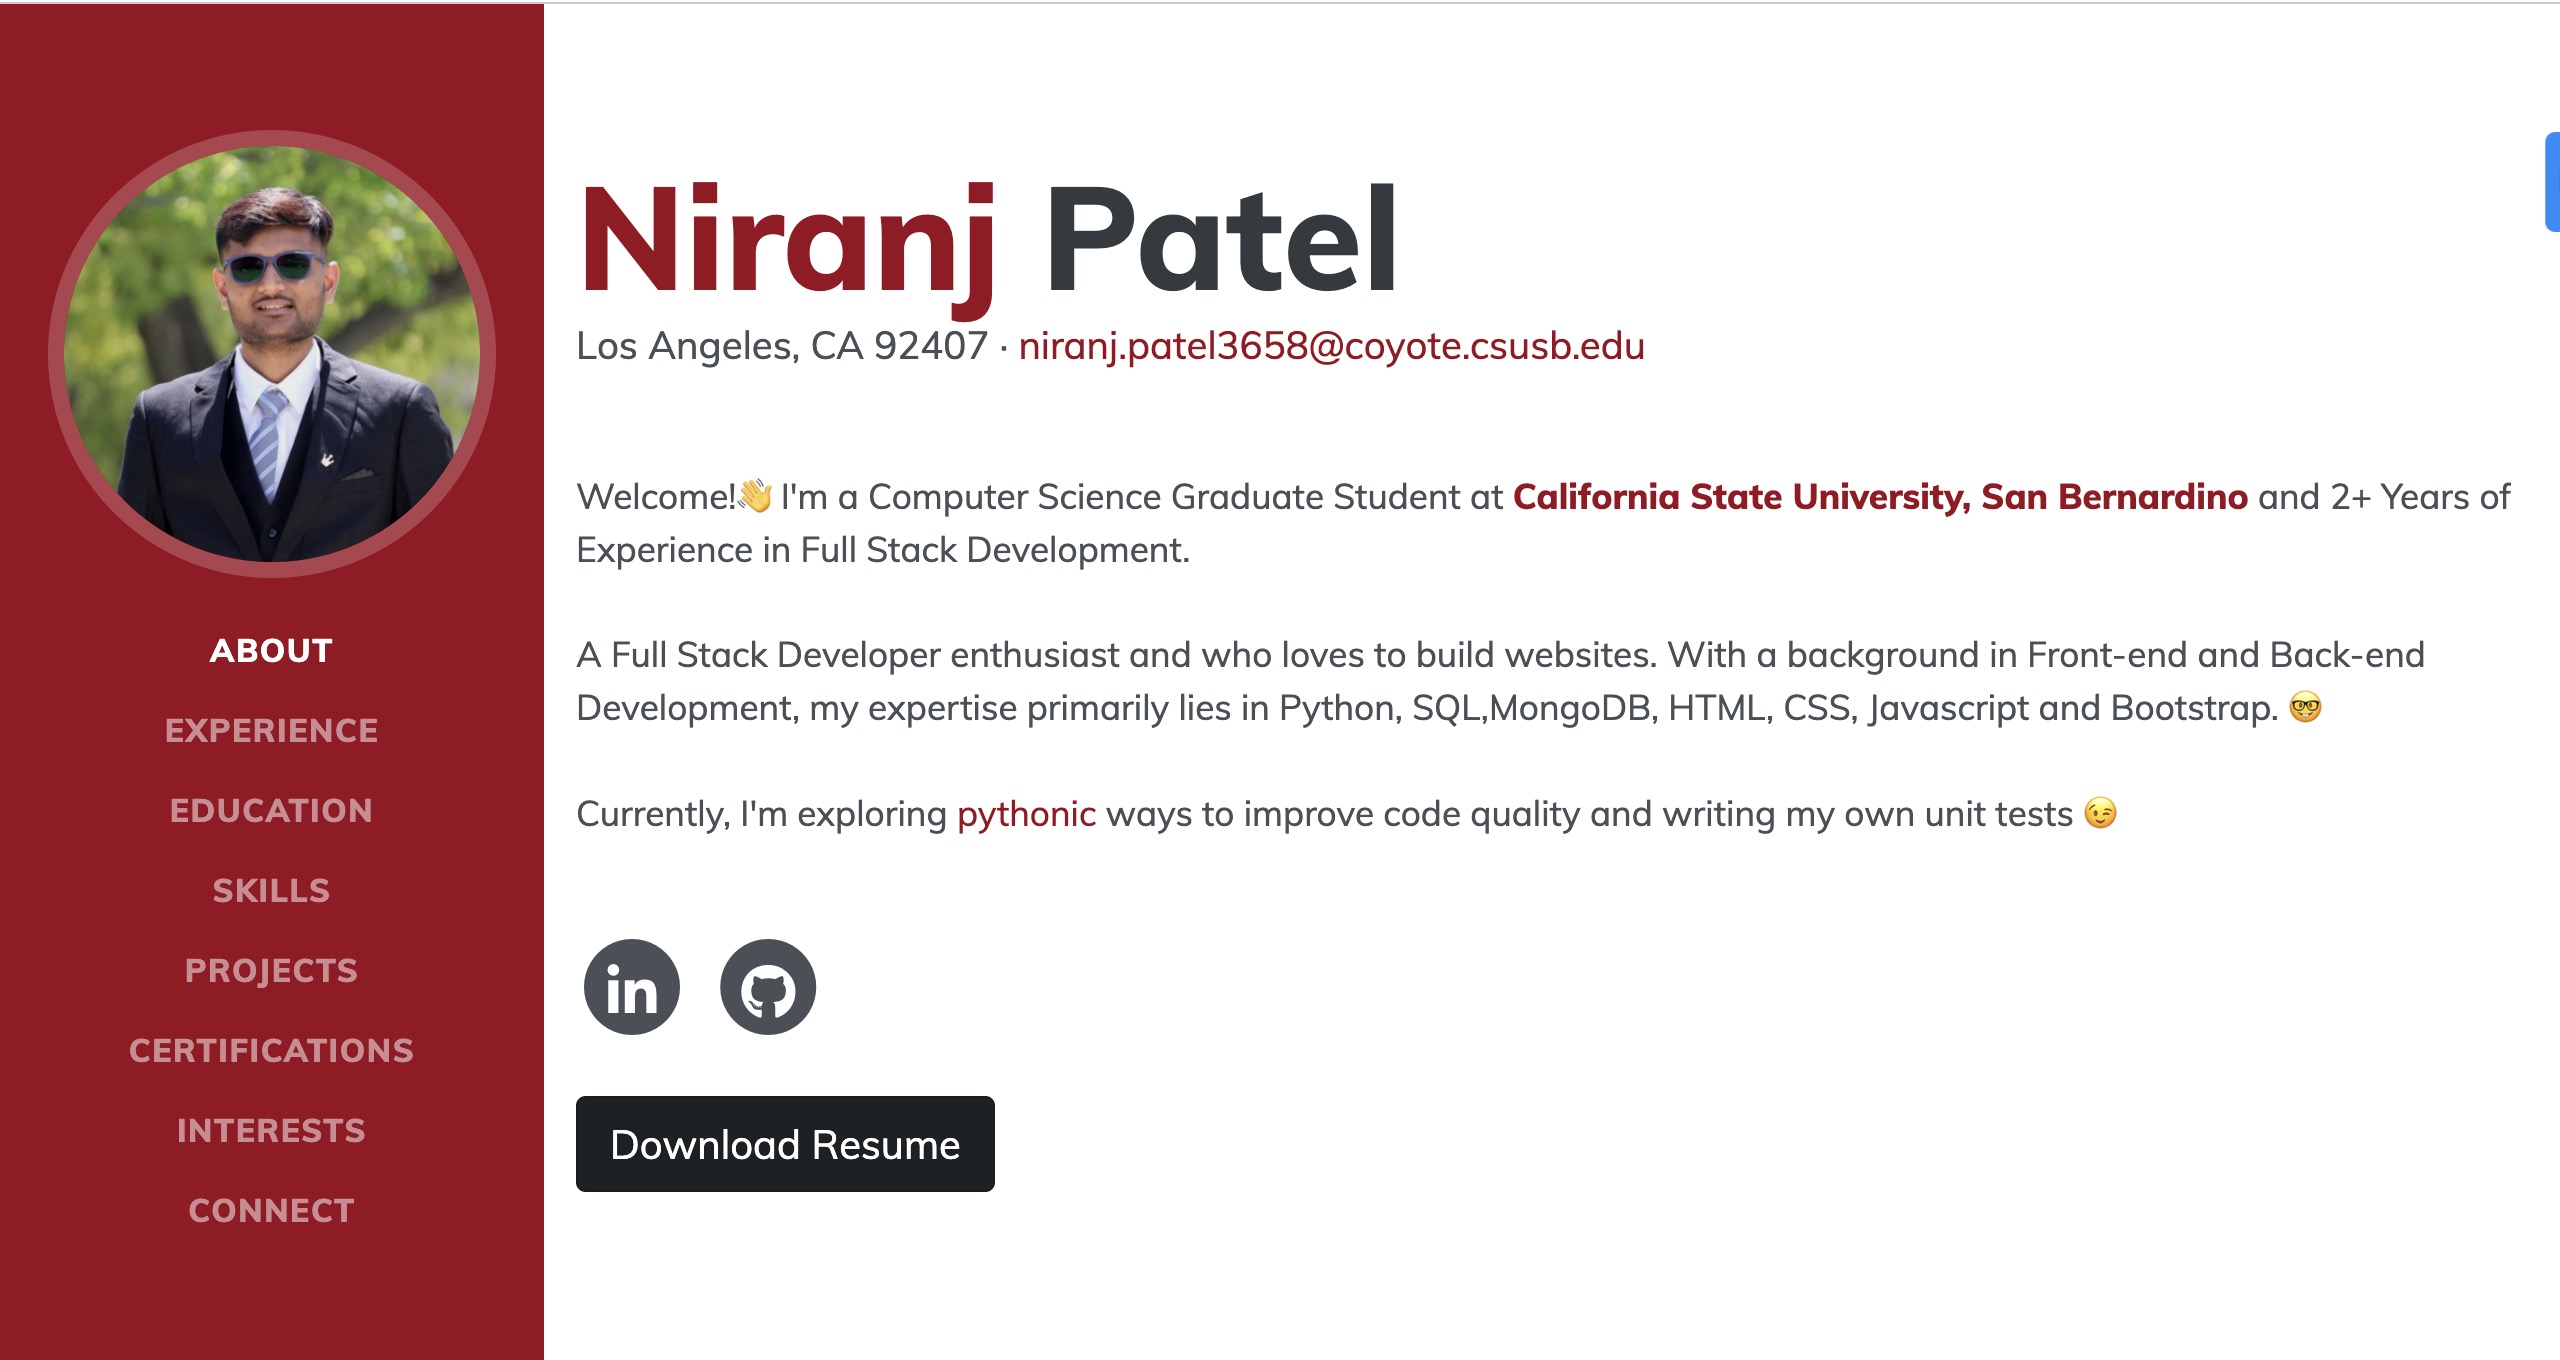 ABOUT
EXPERIENCE
EDUCATION
SKILLS
PROJECTS
CERTIFICATIONS
INTERESTS
CONNECT
Niranj Patel
Los Angeles, CA 92407 · niranj.patel3658@coyote.csusb.edu
Welcome!👋 I'm a Computer Science Graduate Student at California State University, San Bernardino and 2+ Years of
Experience in Full Stack Development.
A Full Stack Developer enthusiast and who loves to build websites. With a background in Front-end and Back-end
Development, my expertise primarily lies in Python, SQL,MongoDB, HTML, CSS, Javascript and Bootstrap. 🤓
Currently, I'm exploring pythonic ways to improve code quality and writing my own unit tests 😉
in
Download Resume